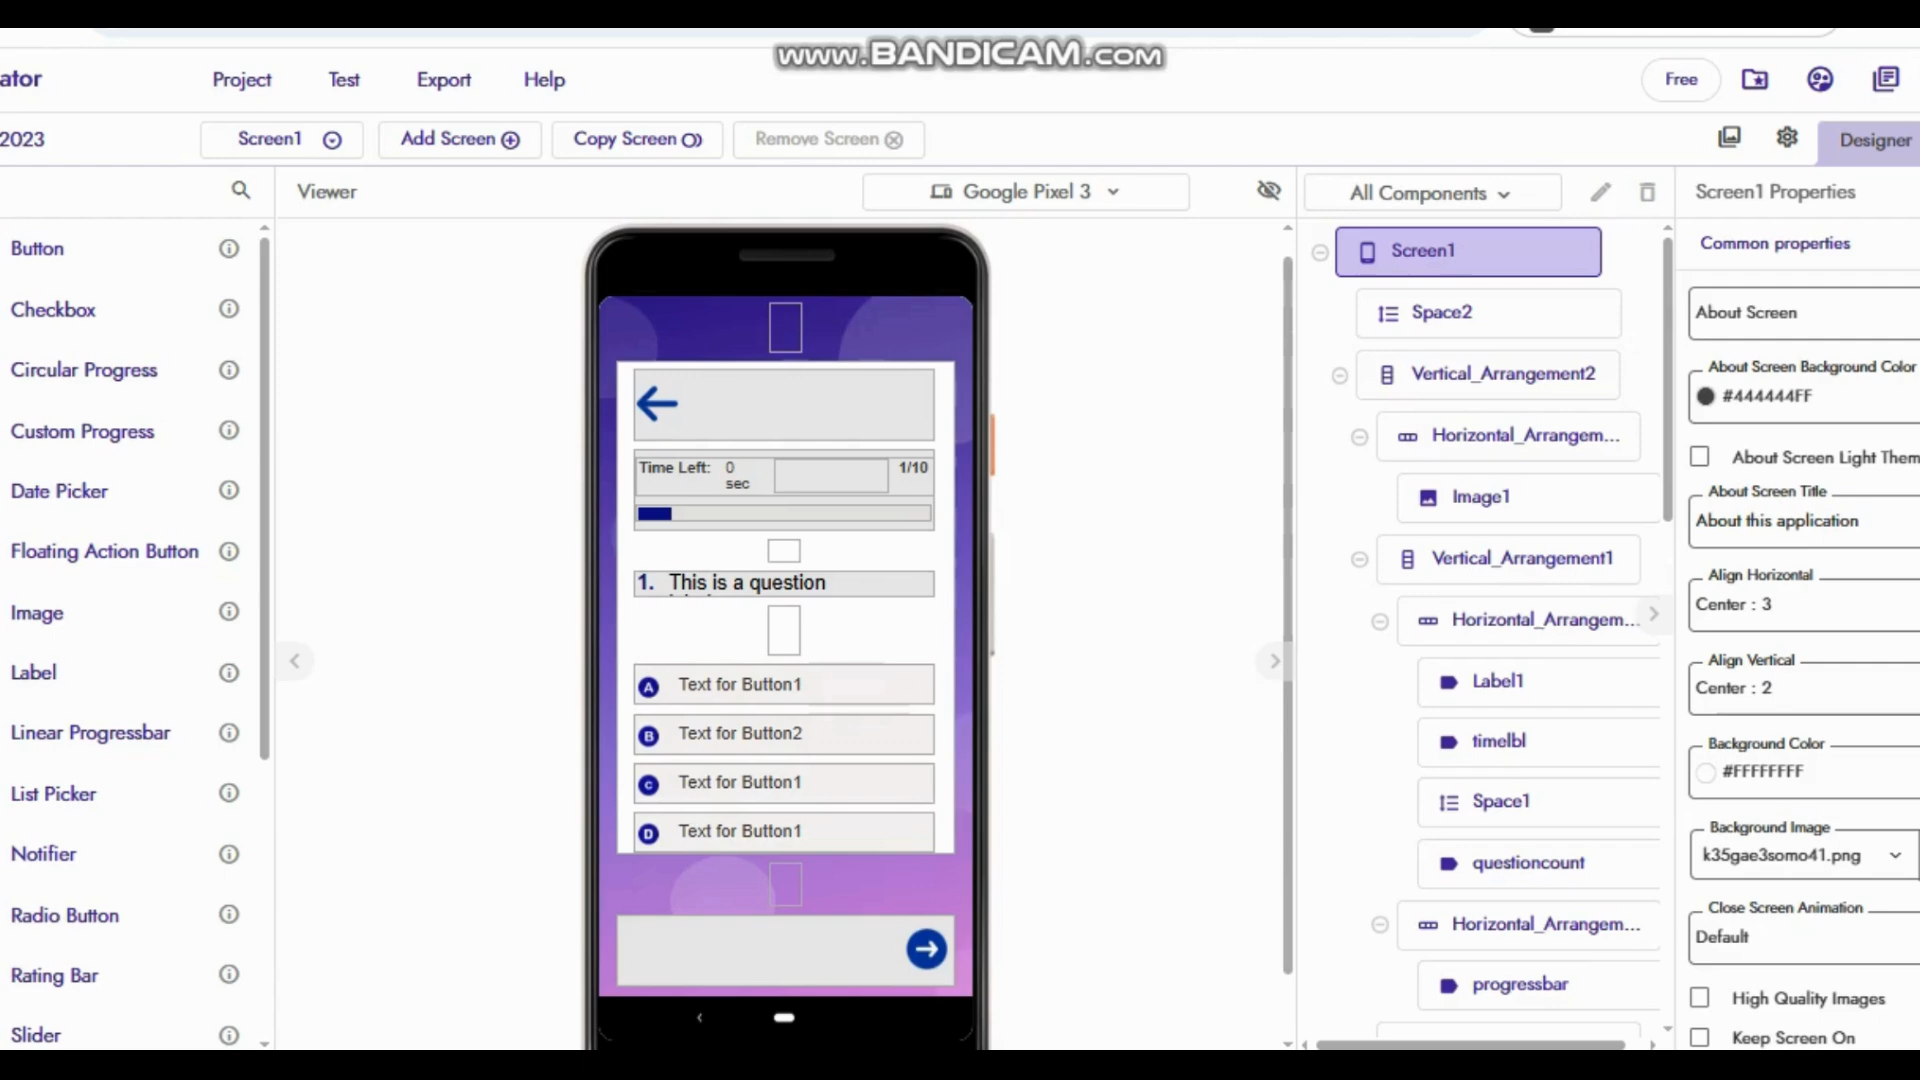 www.BANDICAM.com
ator
Project
Test
Export
Help
Free
2023
Screen1
Add Screen
Copy Screen
Remove Screen
Designer
Viewer
Google Pixel 3
All Components
Screen1 Properties
Button
Checkbox
Circular Progress
Custom Progress
Date Picker
Floating Action Button
Image
Label
Linear Progressbar
List Picker
Notifier
Radio Button
Rating Bar
Slider
Time Left:
0
sec
1/10
1. This is a question
A Text for Button1
B Text for Button2
C Text for Button1
D Text for Button1
Screen1
Space2
Vertical_Arrangement2
Horizontal_Arrangem...
Image1
Vertical_Arrangement1
Horizontal_Arrangem...
Label1
timelbl
Space1
questioncount
Horizontal_Arrangem...
progressbar
Common properties
About Screen
About Screen Background Color
#444444FF
About Screen Light Them
About Screen Title
About this application
Align Horizontal
Center : 3
Align Vertical
Center : 2
Background Color
#FFFFFFFF
Background Image
k35gae3somo41.png
Close Screen Animation
Default
High Quality Images
Keep Screen On